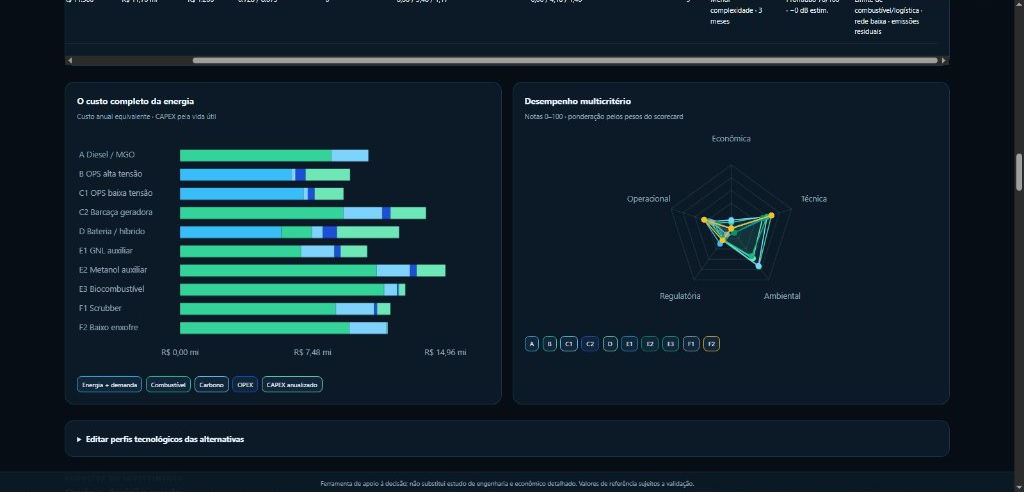 complexidade · 3
meses
- ~0 dB estim.
combustível/logística ·
rede baixa · emissões
residuais
O custo completo da energia
Custo anual equivalente · CAPEX pela vida útil
A Diesel / MGO
B OPS alta tensão
C1 OPS baixa tensão
C2 Barcaça geradora
D Bateria / híbrido
E1 GNL auxiliar
E2 Metanol auxiliar
E3 Biocombustível
F1 Scrubber
F2 Baixo enxofre
R$ 0,00 mi
R$ 7,48 mi
R$ 14,96 mi
Energia + demanda
Combustível
Carbono
OPEX
CAPEX anualizado
Desempenho multicritério
Notas 0–100 · ponderação pelos pesos do scorecard
Econômica
Operacional
Técnica
Regulatória
Ambiental
A
B
C1
C2
D
E1
E2
E3
F1
F2
Editar perfis tecnológicos das alternativas
Ferramenta de apoio à decisão; não substitui estudo de engenharia e econômico detalhado. Valores de referência sujeitos a validação.